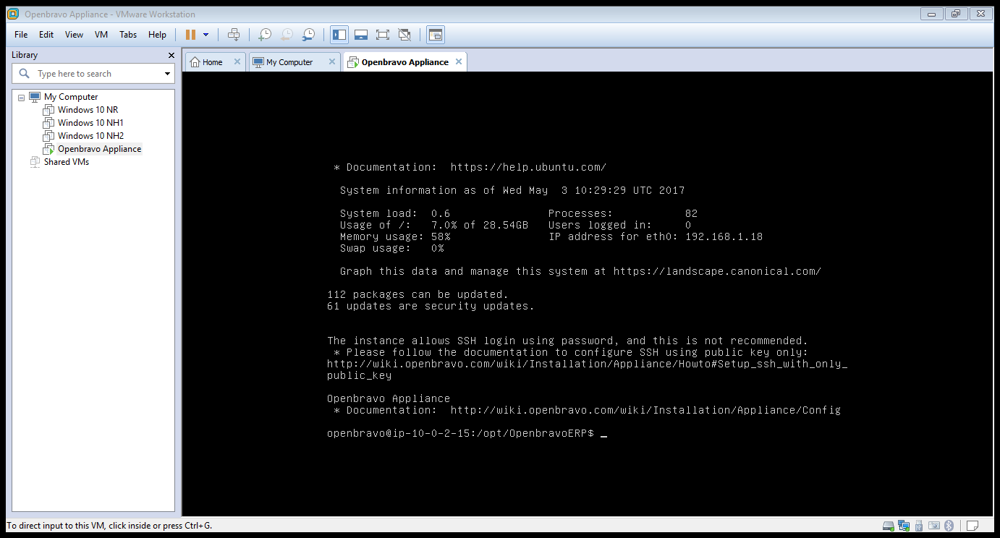 Openbravo Appliance - VMware Workstation
File Edit View VM Tabs Help
Library
Type here to search
My Computer
Windows 10 NR
Windows 10 NH1
Windows 10 NH2
Openbravo Appliance
Shared VMs
Home
My Computer
Openbravo Appliance
* Documentation:  https://help.ubuntu.com/
System information as of Wed May  3 10:29:29 UTC 2017
System load:  0.6               Processes:           82
Usage of /:   7.0% of 28.54GB   Users logged in:     0
Memory usage: 58%               IP address for eth0: 192.168.1.18
Swap usage:   0%
Graph this data and manage this system at https://landscape.canonical.com/
112 packages can be updated.
61 updates are security updates.
The instance allows SSH login using password, and this is not recommended.
* Please follow the documentation to configure SSH using public key only:
http://wiki.openbravo.com/wiki/Installation/Appliance/Howto#Setup_ssh_with_only_
public_key
Openbravo Appliance
* Documentation:  http://wiki.openbravo.com/wiki/Installation/Appliance/Config
openbravo@ip-10-0-2-15:/opt/OpenbravoERP$ _
To direct input to this VM, click inside or press Ctrl+G.